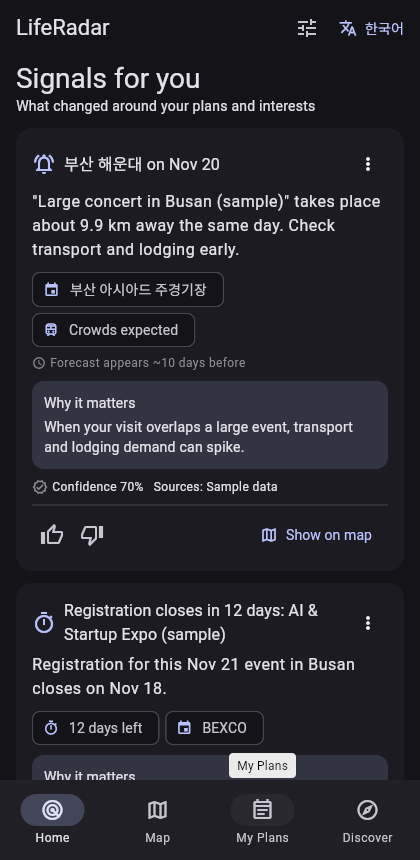 LifeRadar
한국어
Signals for you
What changed around your plans and interests
부산 해운대 on Nov 20
"Large concert in Busan (sample)" takes place
about 9.9 km away the same day. Check
transport and lodging early.
부산 아시아드 주경기장
Crowds expected
Forecast appears ~10 days before
Why it matters
When your visit overlaps a large event, transport
and lodging demand can spike.
Confidence 70% Sources: Sample data
Show on map
Registration closes in 12 days: AI &
Startup Expo (sample)
Registration for this Nov 21 event in Busan
closes on Nov 18.
12 days left
BEXCO
Why it matters
My Plans
Home
Map
My Plans
Discover